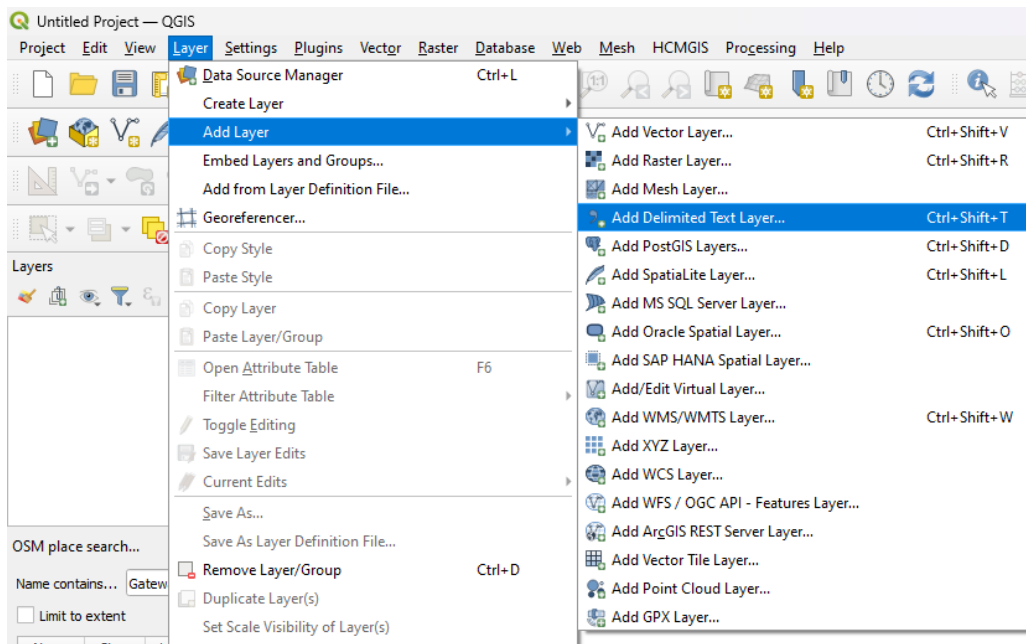 Untitled Project — QGIS
Project Edit View Layer Settings Plugins Vector Raster Database Web Mesh HCMGIS Processing Help
Data Source Manager Ctrl+L
Create Layer
Add Layer
Embed Layers and Groups...
Add from Layer Definition File...
Georeferencer...
Copy Style
Paste Style
Copy Layer
Paste Layer/Group
Open Attribute Table F6
Filter Attribute Table
Toggle Editing
Save Layer Edits
Current Edits
Save As...
Save As Layer Definition File...
Remove Layer/Group Ctrl+D
Duplicate Layer(s)
Set Scale Visibility of Layer(s)
Add Vector Layer... Ctrl+Shift+V
Add Raster Layer... Ctrl+Shift+R
Add Mesh Layer...
Add Delimited Text Layer... Ctrl+Shift+T
Add PostGIS Layers... Ctrl+Shift+D
Add SpatiaLite Layer... Ctrl+Shift+L
Add MS SQL Server Layer...
Add Oracle Spatial Layer... Ctrl+Shift+O
Add SAP HANA Spatial Layer...
Add/Edit Virtual Layer...
Add WMS/WMTS Layer... Ctrl+Shift+W
Add XYZ Layer...
Add WCS Layer...
Add WFS / OGC API - Features Layer...
Add ArcGIS REST Server Layer...
Add Vector Tile Layer...
Add Point Cloud Layer...
Add GPX Layer...
1:1
Layers
OSM place search...
Name contains... Gatew
Limit to extent